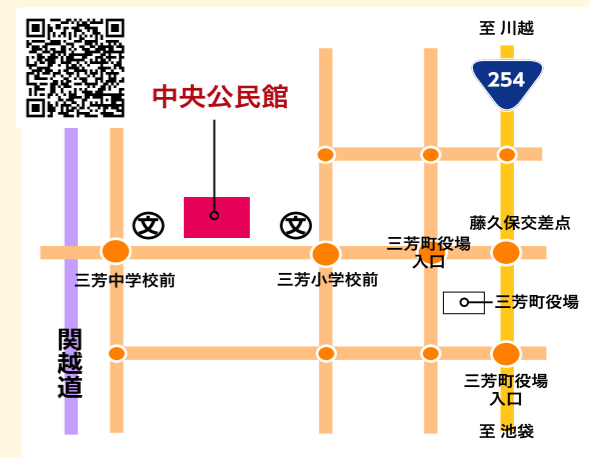 至 川越
254
中央公民館
文
文
藤久保交差点
三芳町役場
入口
三芳中学校前
三芳小学校前
三芳町役場
関越道
三芳町役場
入口
至 池袋